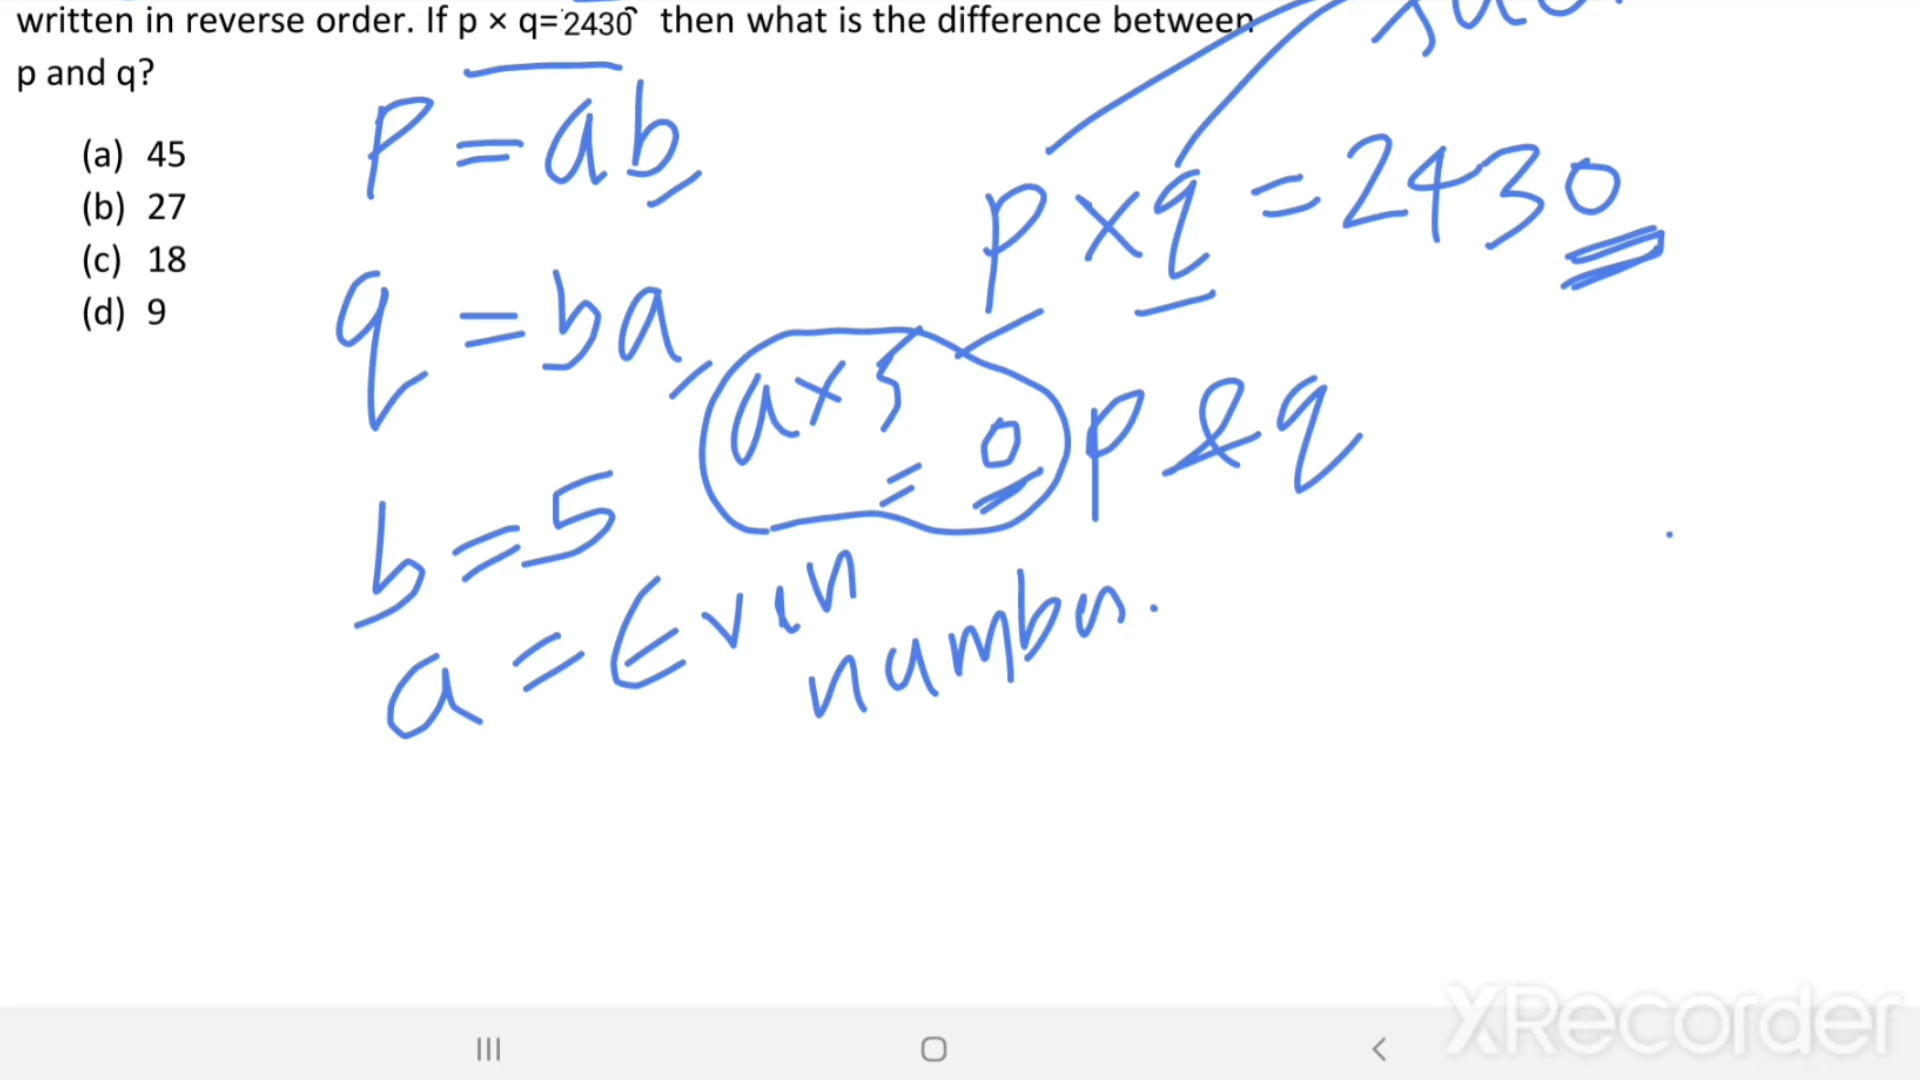 written in reverse order. If p × q= 2430 then what is the difference between
p and q?
(a) 45
(b) 27
(c) 18
(d) 9
P = ab
q = ba
p × q = 2430
a × 5
= 0
p & q
b = 5
a = Even
number.
XRecorder